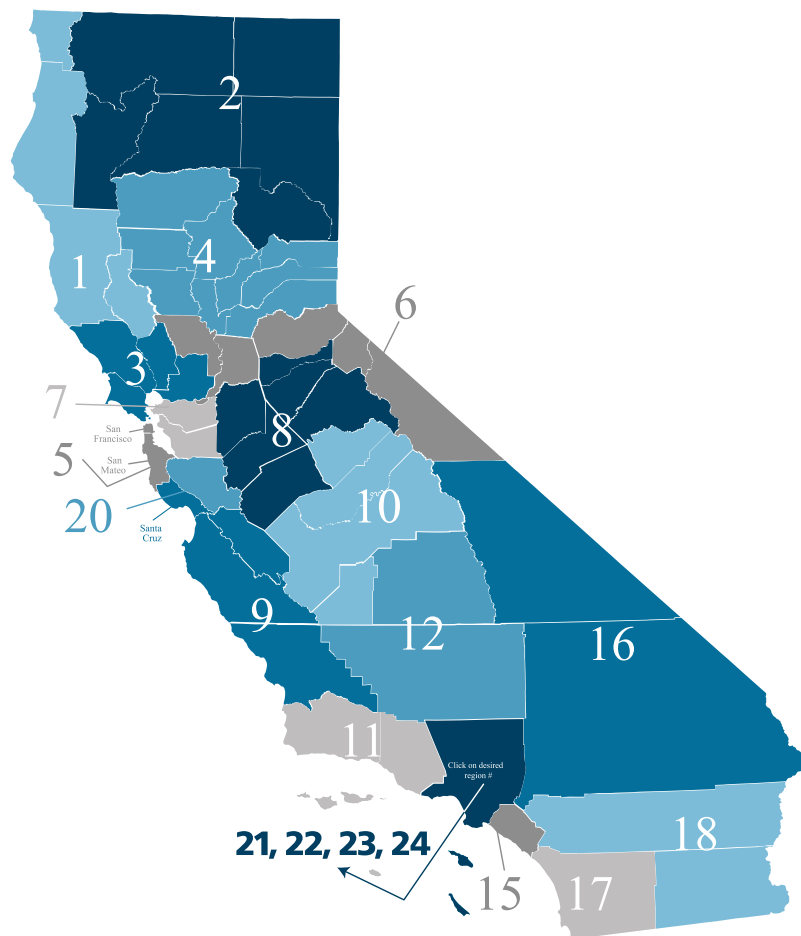 2
4
1
6
3
7
San
Francisco
8
5
San
Mateo
10
20
Santa
Cruz
9
12
16
11
Click on desired
region #
21, 22, 23, 24
18
15
17